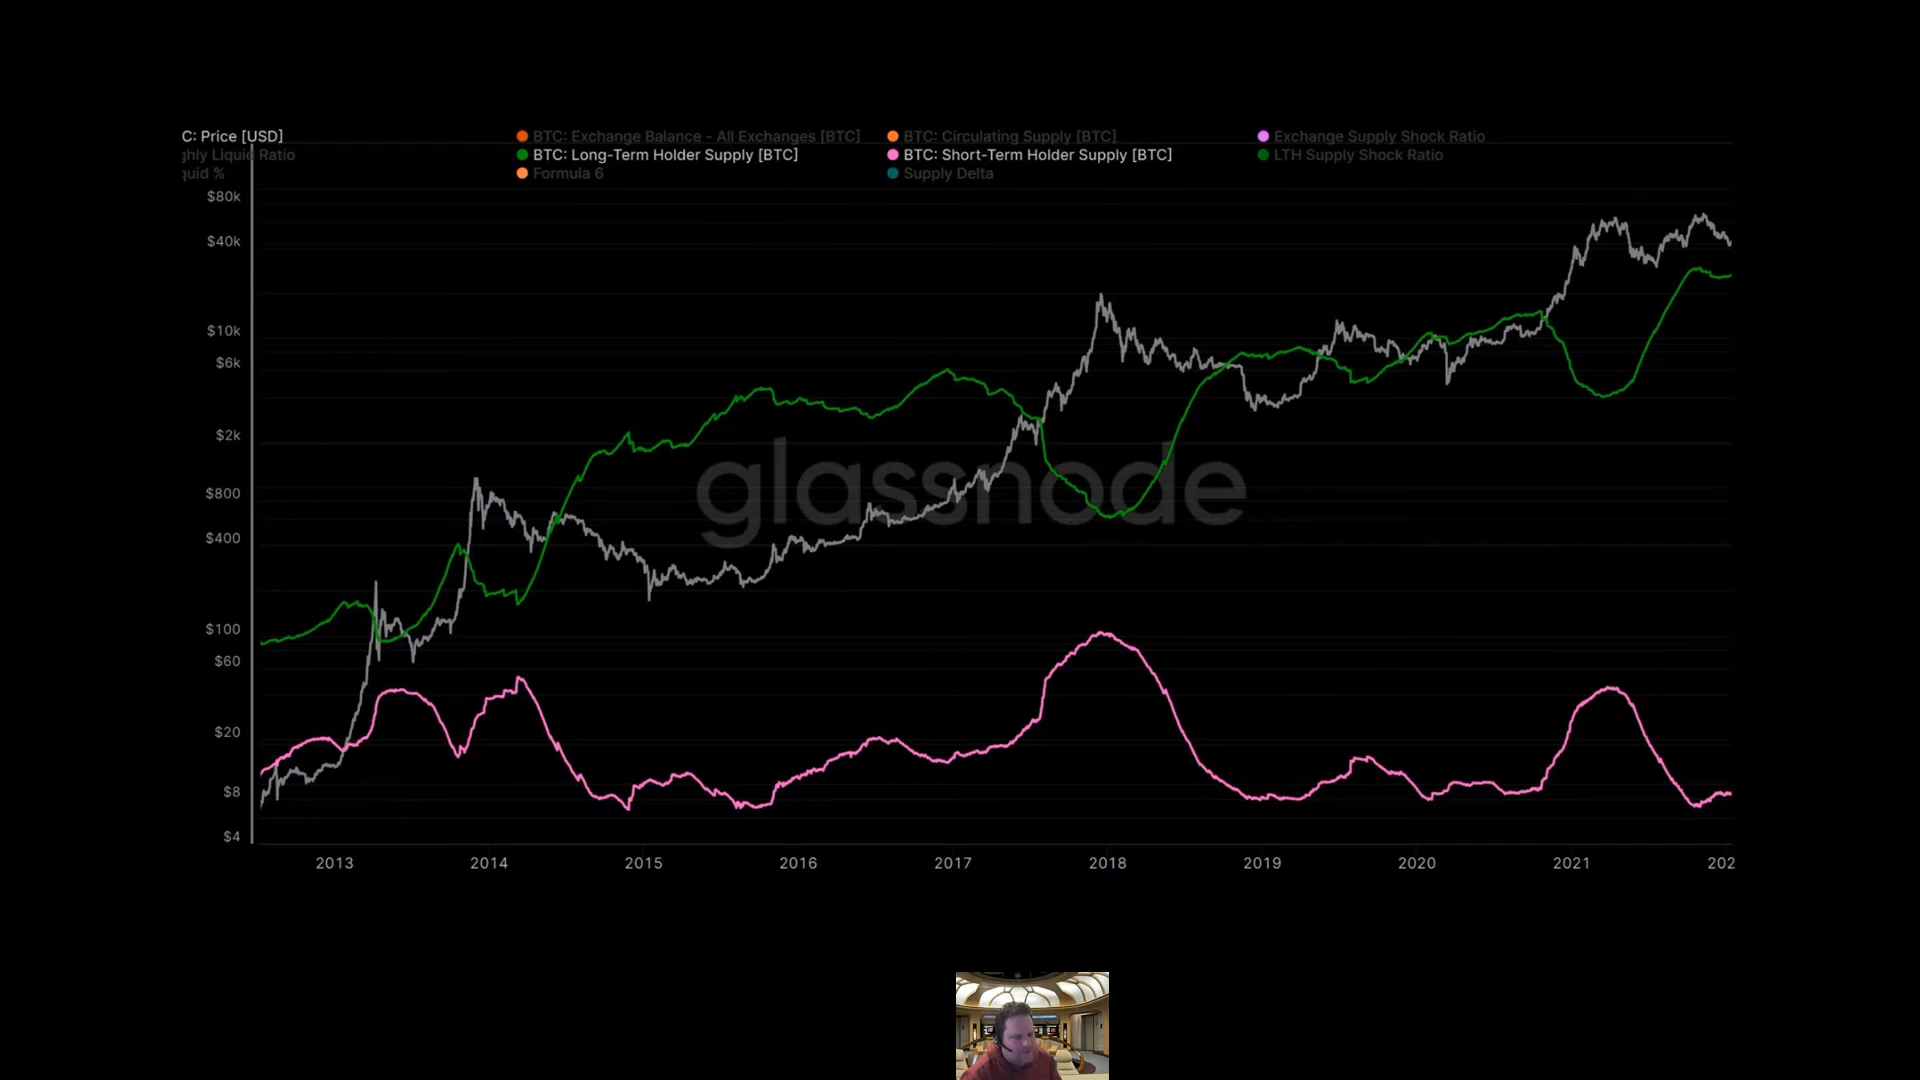 C: Price [USD] BTC: Exchange Balance - All Exchanges [BTC] BTC: Circulating Supply [BTC] Exchange Supply Shock Ratio
ghly Liquid Ratio BTC: Long-Term Holder Supply [BTC] BTC: Short-Term Holder Supply [BTC] LTH Supply Shock Ratio
quid % Formula 6 Supply Delta
$80k
$40k
$10k
$6k
$2k
glassnode
$800
$400
$100
$60
$20
$8
$4
2013 2014 2015 2016 2017 2018 2019 2020 2021 202